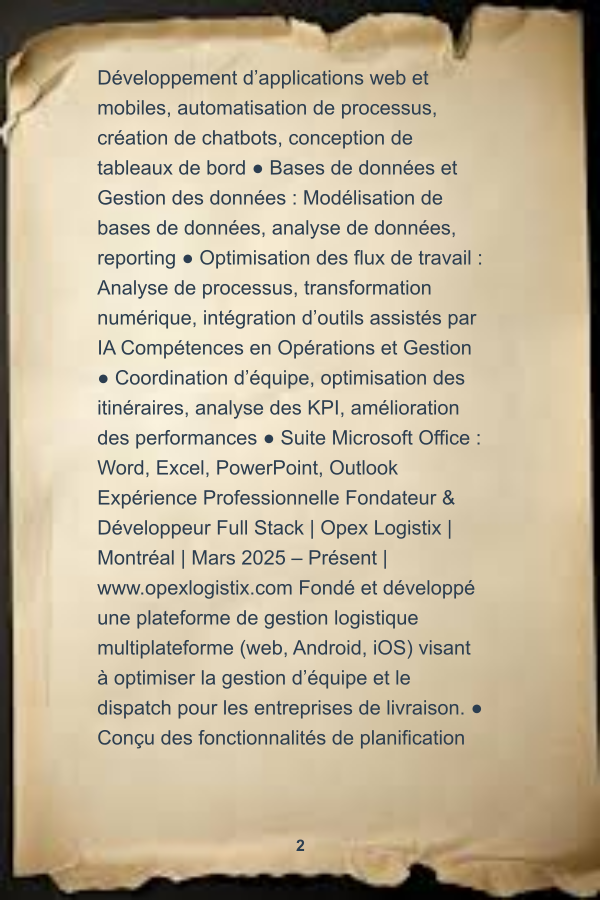 Développement d’applications web et
mobiles, automatisation de processus,
création de chatbots, conception de
tableaux de bord ● Bases de données et
Gestion des données : Modélisation de
bases de données, analyse de données,
reporting ● Optimisation des flux de travail :
Analyse de processus, transformation
numérique, intégration d’outils assistés par
IA Compétences en Opérations et Gestion
● Coordination d’équipe, optimisation des
itinéraires, analyse des KPI, amélioration
des performances ● Suite Microsoft Office :
Word, Excel, PowerPoint, Outlook
Expérience Professionnelle Fondateur &
Développeur Full Stack | Opex Logistix |
Montréal | Mars 2025 – Présent |
www.opexlogistix.com Fondé et développé
une plateforme de gestion logistique
multiplateforme (web, Android, iOS) visant
à optimiser la gestion d’équipe et le
dispatch pour les entreprises de livraison. ●
Conçu des fonctionnalités de planification
2